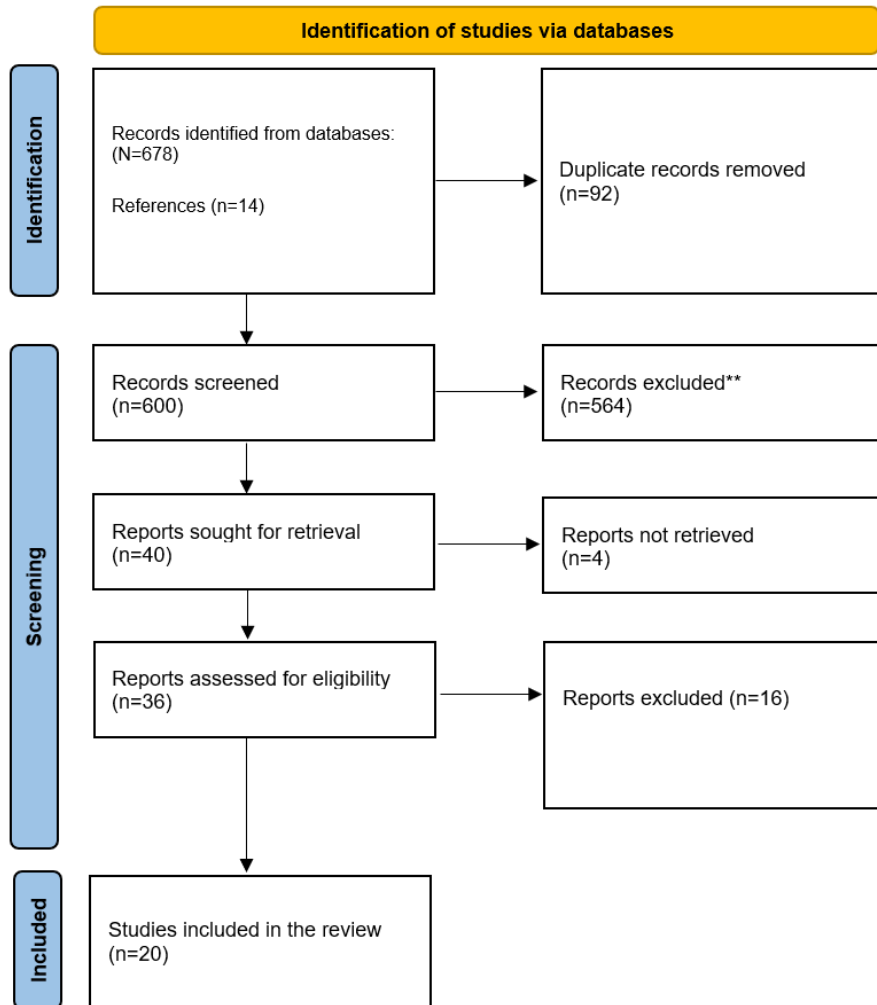 Identification of studies via databases
Identification
Records identified from databases:
(N=678)
References (n=14)
Duplicate records removed
(n=92)
Screening
Records screened
(n=600)
Records excluded**
(n=564)
Reports sought for retrieval
(n=40)
Reports not retrieved
(n=4)
Reports assessed for eligibility
(n=36)
Reports excluded (n=16)
Included
Studies included in the review
(n=20)